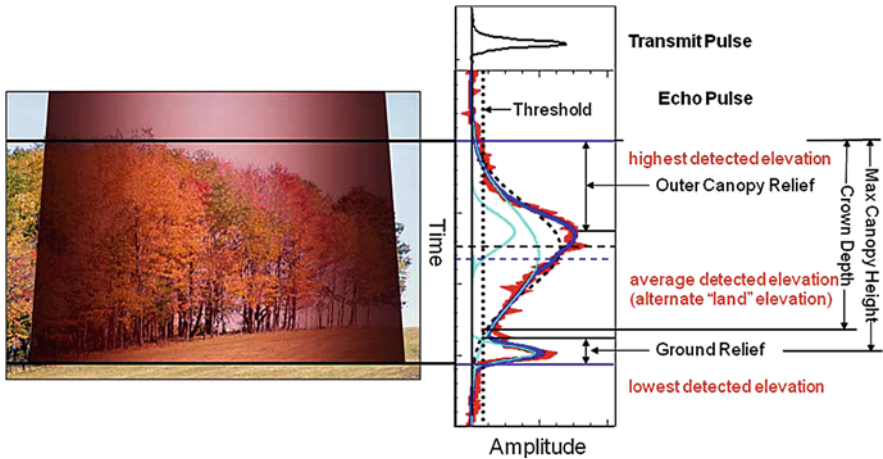 Transmit Pulse
Echo Pulse
Threshold
highest detected elevation
Outer Canopy Relief
Time
Crown Depth
Max Canopy Height
average detected elevation
(alternate “land” elevation)
Ground Relief
lowest detected elevation
Amplitude